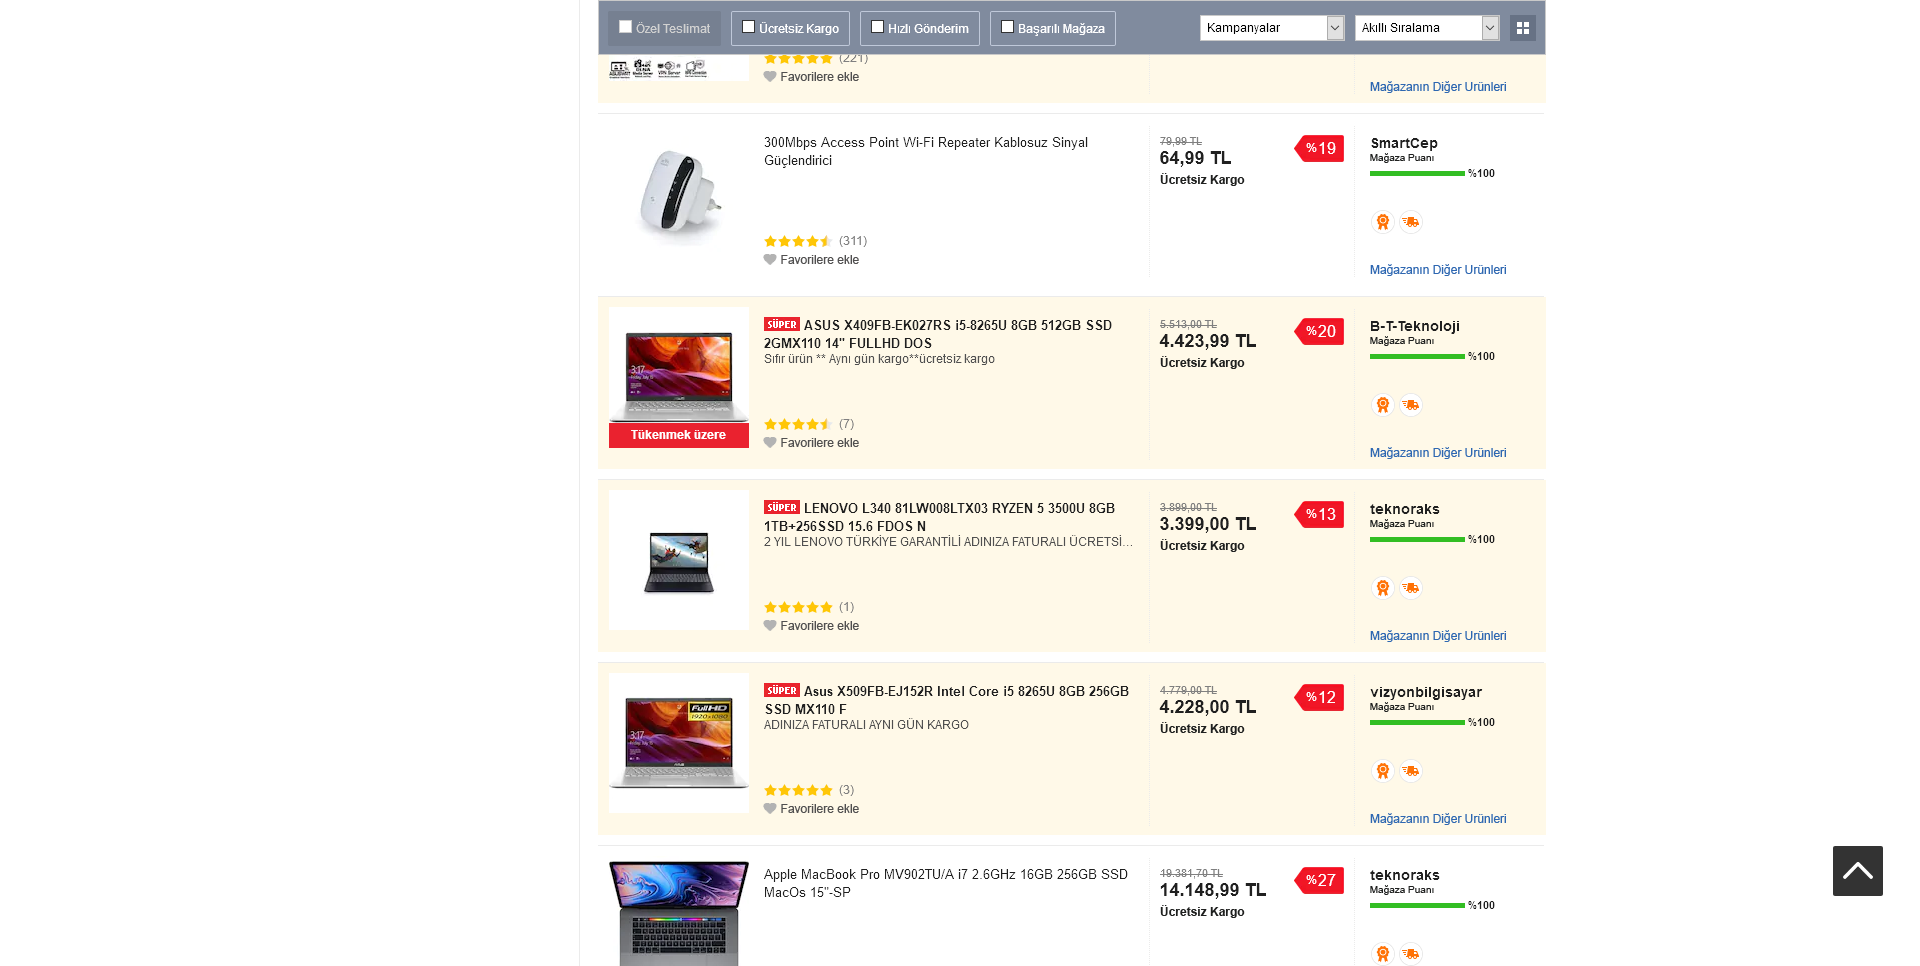 Özel Teslimat
Ücretsiz Kargo
Hızlı Gönderim
Başarılı Mağaza
Kampanyalar
Akıllı Sıralama
(221)
Favorilere ekle
Mağazanın Diğer Ürünleri
300Mbps Access Point Wi-Fi Repeater Kablosuz Sinyal
Güçlendirici
(311)
Favorilere ekle
79,99 TL
64,99 TL
Ücretsiz Kargo
%19
SmartCep
Mağaza Puanı
%100
Mağazanın Diğer Ürünleri
Tükenmek üzere
SÜPER ASUS X409FB-EK027RS i5-8265U 8GB 512GB SSD
2GMX110 14" FULLHD DOS
Sıfır ürün ** Aynı gün kargo**ücretsiz kargo
(7)
Favorilere ekle
5.513,00 TL
4.423,99 TL
Ücretsiz Kargo
%20
B-T-Teknoloji
Mağaza Puanı
%100
Mağazanın Diğer Ürünleri
SÜPER LENOVO L340 81LW008LTX03 RYZEN 5 3500U 8GB
1TB+256SSD 15.6 FDOS N
2 YIL LENOVO TÜRKİYE GARANTİLİ ADINIZA FATURALI ÜCRETSİ...
(1)
Favorilere ekle
3.899,00 TL
3.399,00 TL
Ücretsiz Kargo
%13
teknoraks
Mağaza Puanı
%100
Mağazanın Diğer Ürünleri
Full HD
1920x1080
3:17
SÜPER Asus X509FB-EJ152R Intel Core i5 8265U 8GB 256GB
SSD MX110 F
ADINIZA FATURALI AYNI GÜN KARGO
(3)
Favorilere ekle
4.779,00 TL
4.228,00 TL
Ücretsiz Kargo
%12
vizyonbilgisayar
Mağaza Puanı
%100
Mağazanın Diğer Ürünleri
Apple MacBook Pro MV902TU/A i7 2.6GHz 16GB 256GB SSD
MacOs 15"-SP
19.381,70 TL
14.148,99 TL
Ücretsiz Kargo
%27
teknoraks
Mağaza Puanı
%100